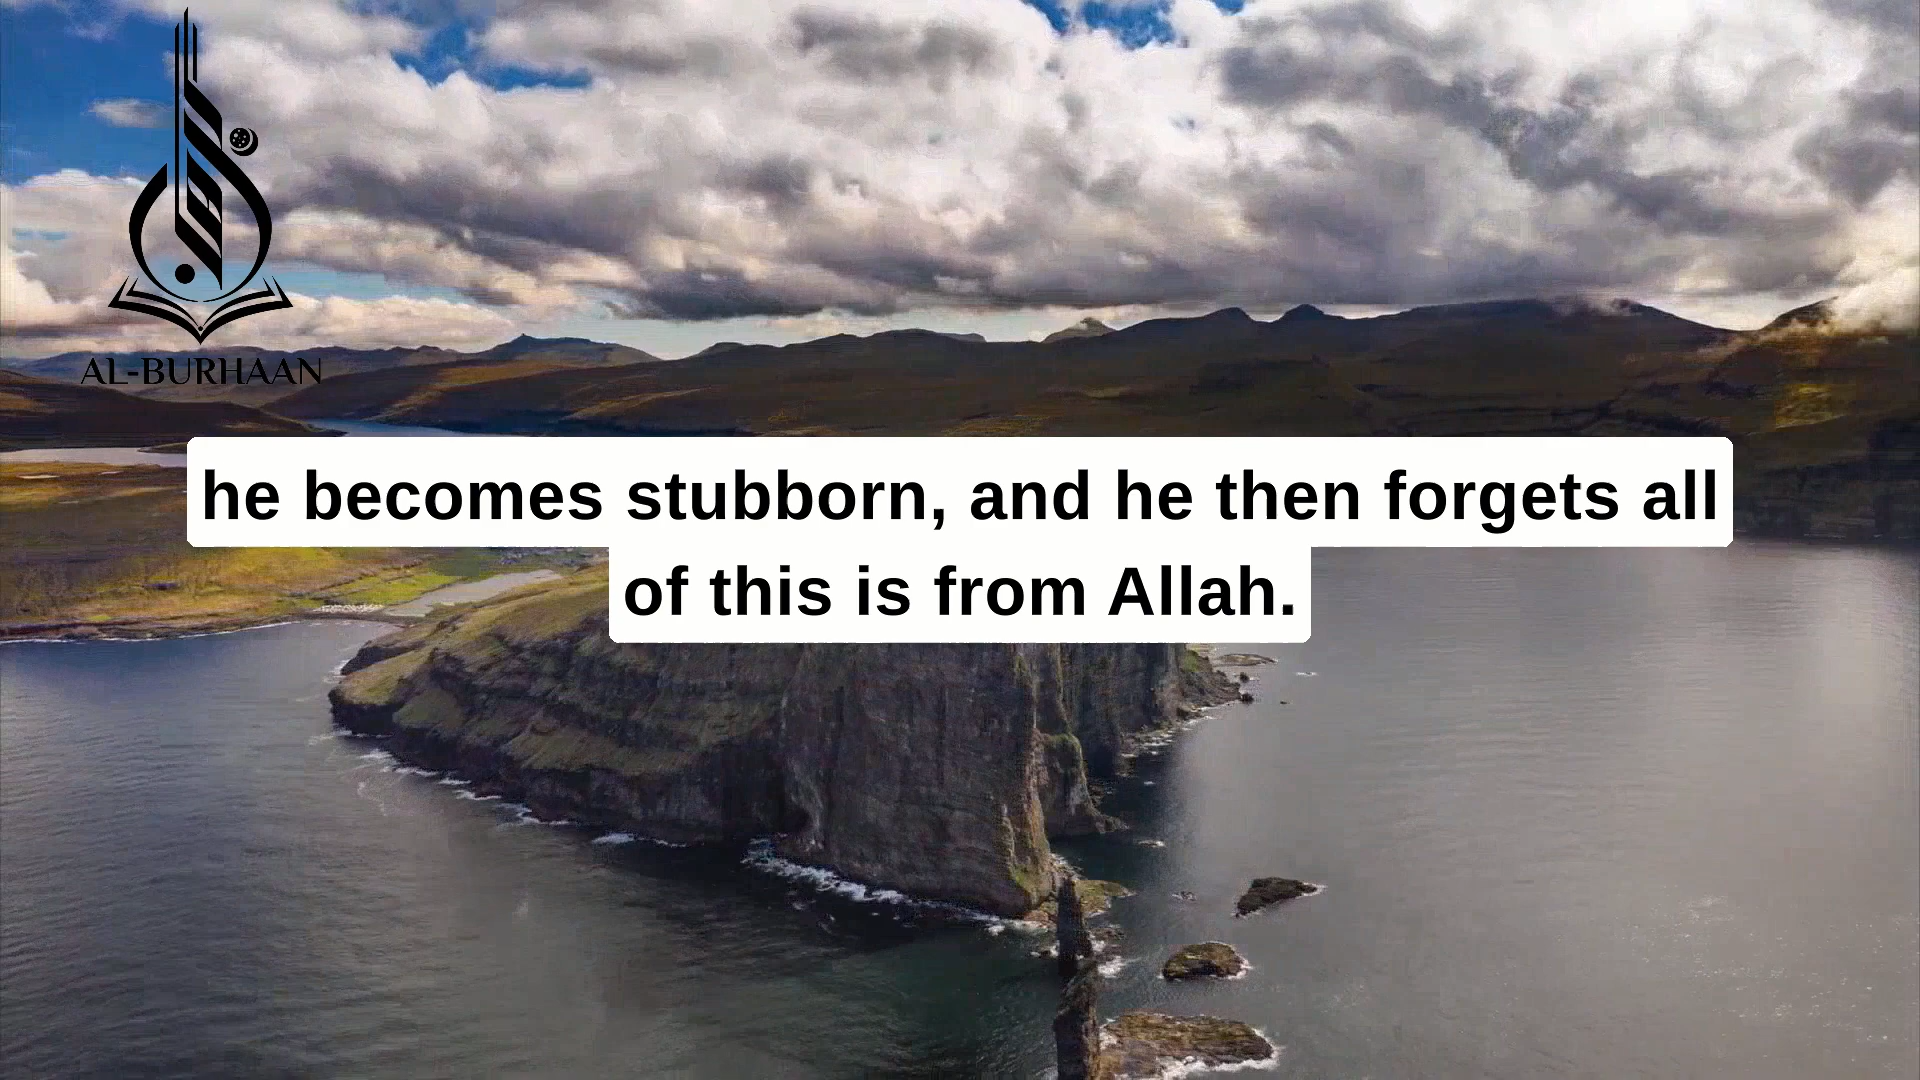 AL-BURHAAN
he becomes stubborn, and he then forgets all
of this is from Allah.